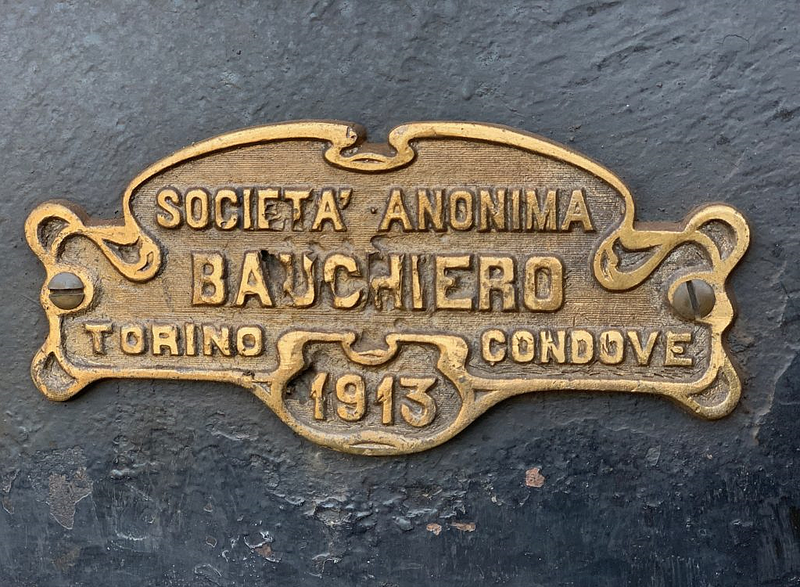 SOCIETA' ANONIMA
BAUCHIERO
TORINO CONDOVE
1913